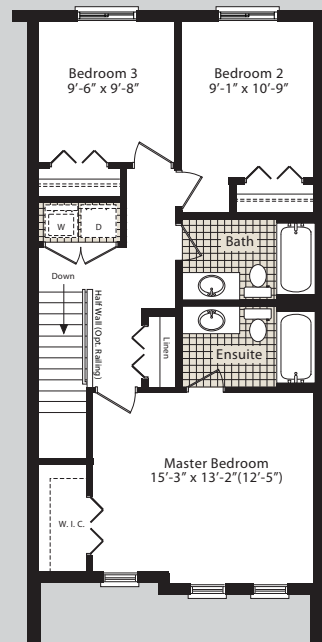 Bedroom 3
9'-6" x 9'-8"
Bedroom 2
9'-1" x 10'-9"
W
D
Bath
Down
Half Wall (Opt. Railing)
Linen
Ensuite
Master Bedroom
15'-3" x 13'-2"(12'-5")
W. I. C.